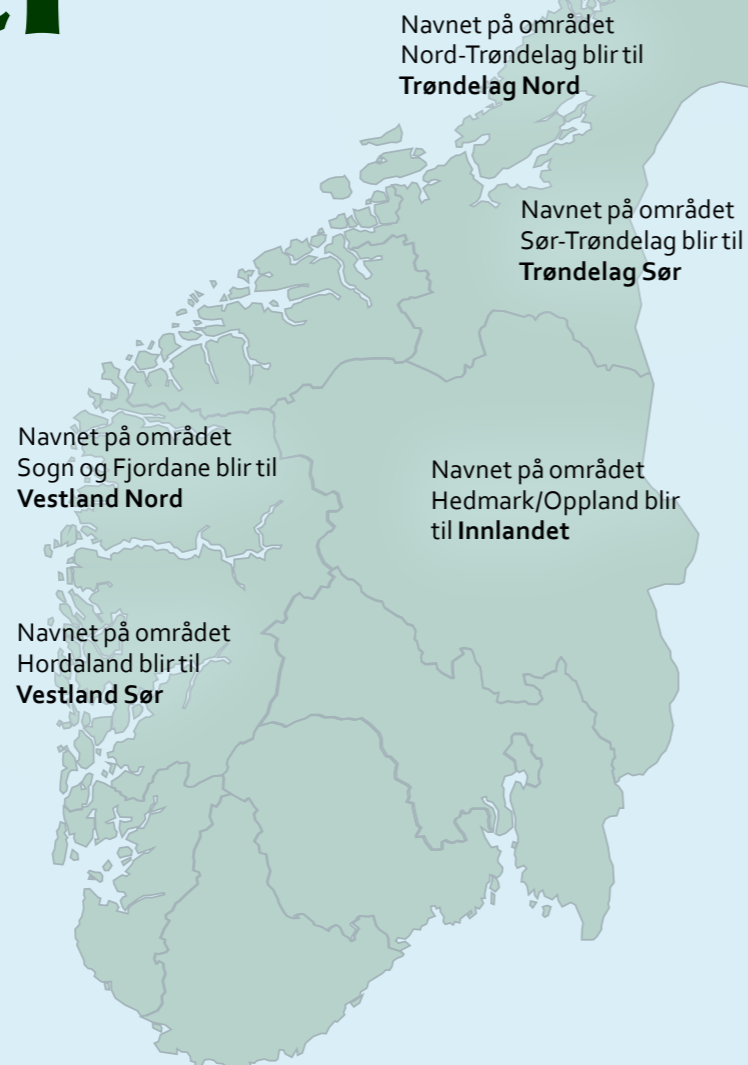 Navnet på området
Nord-Trøndelag blir til
Trøndelag Nord
Navnet på området
Sør-Trøndelag blir til
Trøndelag Sør
Navnet på området
Sogn og Fjordane blir til
Vestland Nord
Navnet på området
Hedmark/Oppland blir
til Innlandet
Navnet på området
Hordaland blir til
Vestland Sør